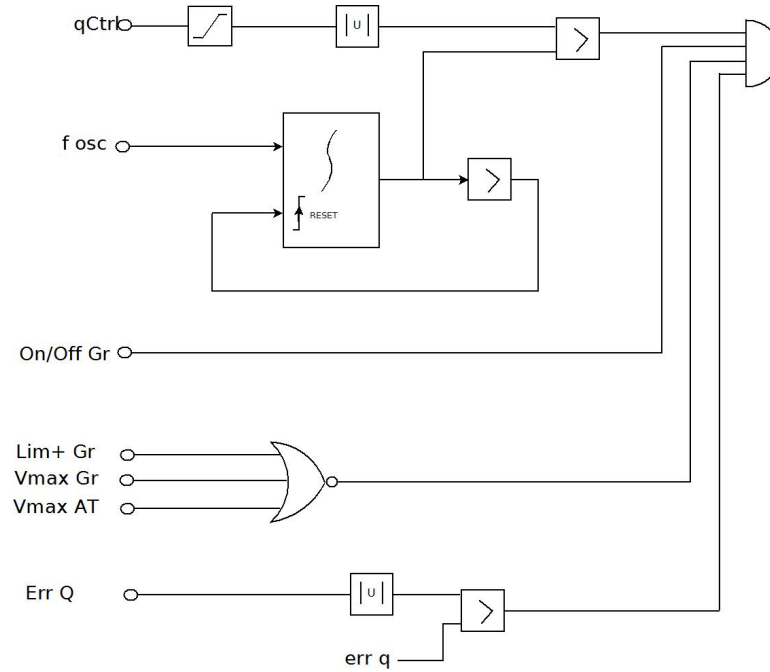 qCtrl
|U|
f osc
RESET
On/Off Gr
Lim+ Gr
Vmax Gr
Vmax AT
Err Q
|U|
err q